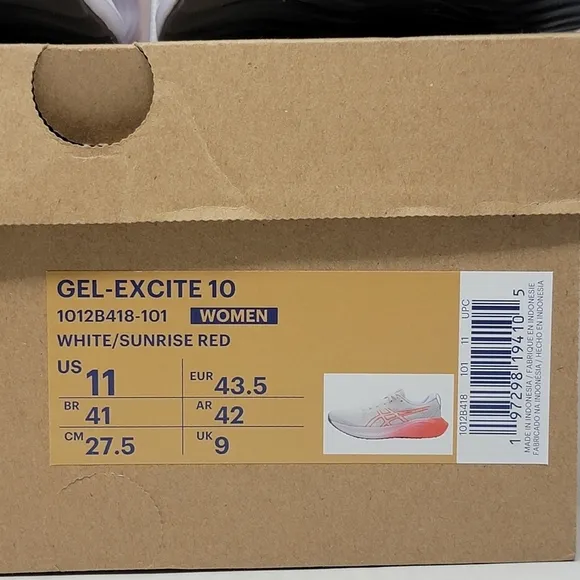 GEL-EXCITE 10
1012B418-101 WOMEN
WHITE/SUNRISE RED
US 11 EUR 43.5
BR 41 AR 42
CM 27.5 UK 9
1012B418 101 11 UPC
1 97298 19410 5
MADE IN INDONESIA / FABRIQUE EN INDONESIE
FABRICADO NA INDONESIA / HECHO EN INDONESIA